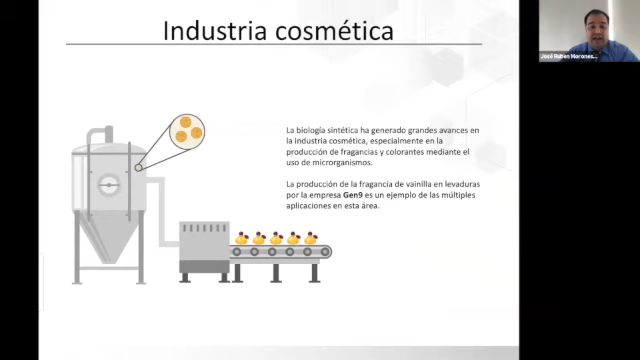 Industria cosmética
José Ruben Morones...
La biología sintética ha generado grandes avances en
la industria cosmética, especialmente en la
producción de fragancias y colorantes mediante el
uso de microrganismos.
La producción de la fragancia de vainilla en levaduras
por la empresa Gen9 es un ejemplo de las múltiples
aplicaciones en esta área.